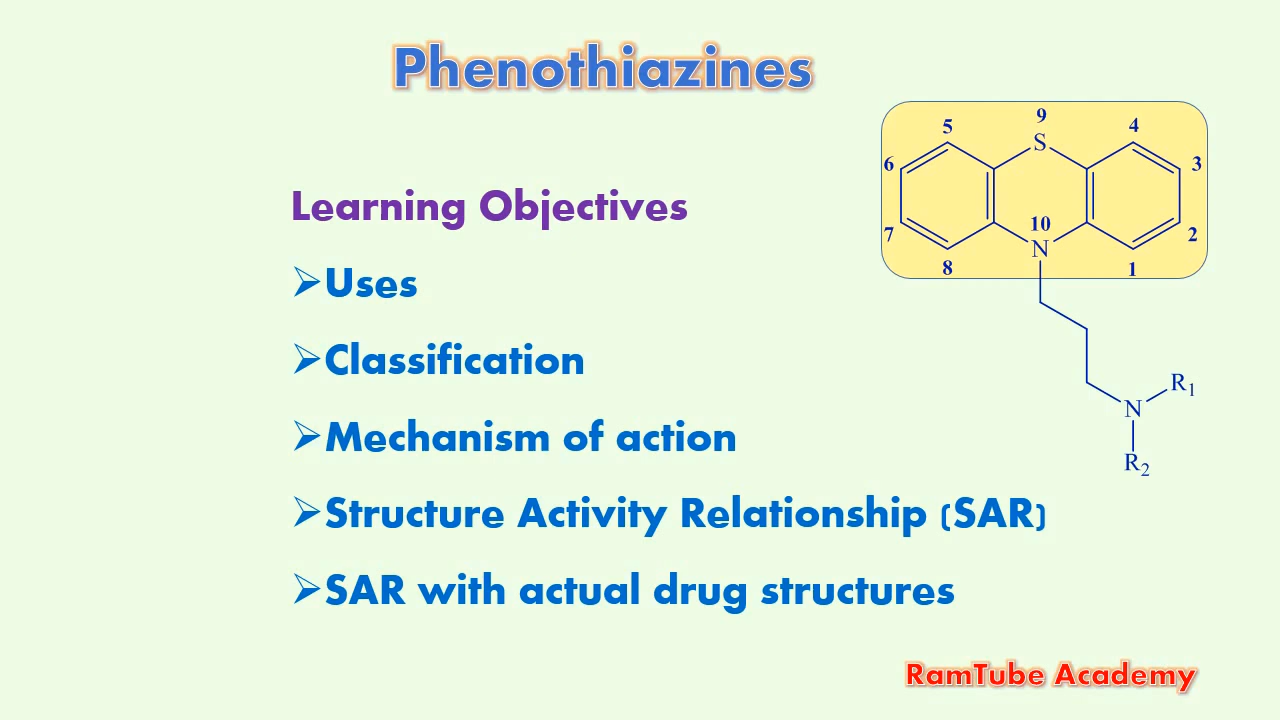 Phenothiazines
Learning Objectives
➢Uses
➢Classification
➢Mechanism of action
➢Structure Activity Relationship (SAR)
➢SAR with actual drug structures
9
5
4
S
6
3
10
7
2
N
8
1
R1
N
R2
RamTube Academy